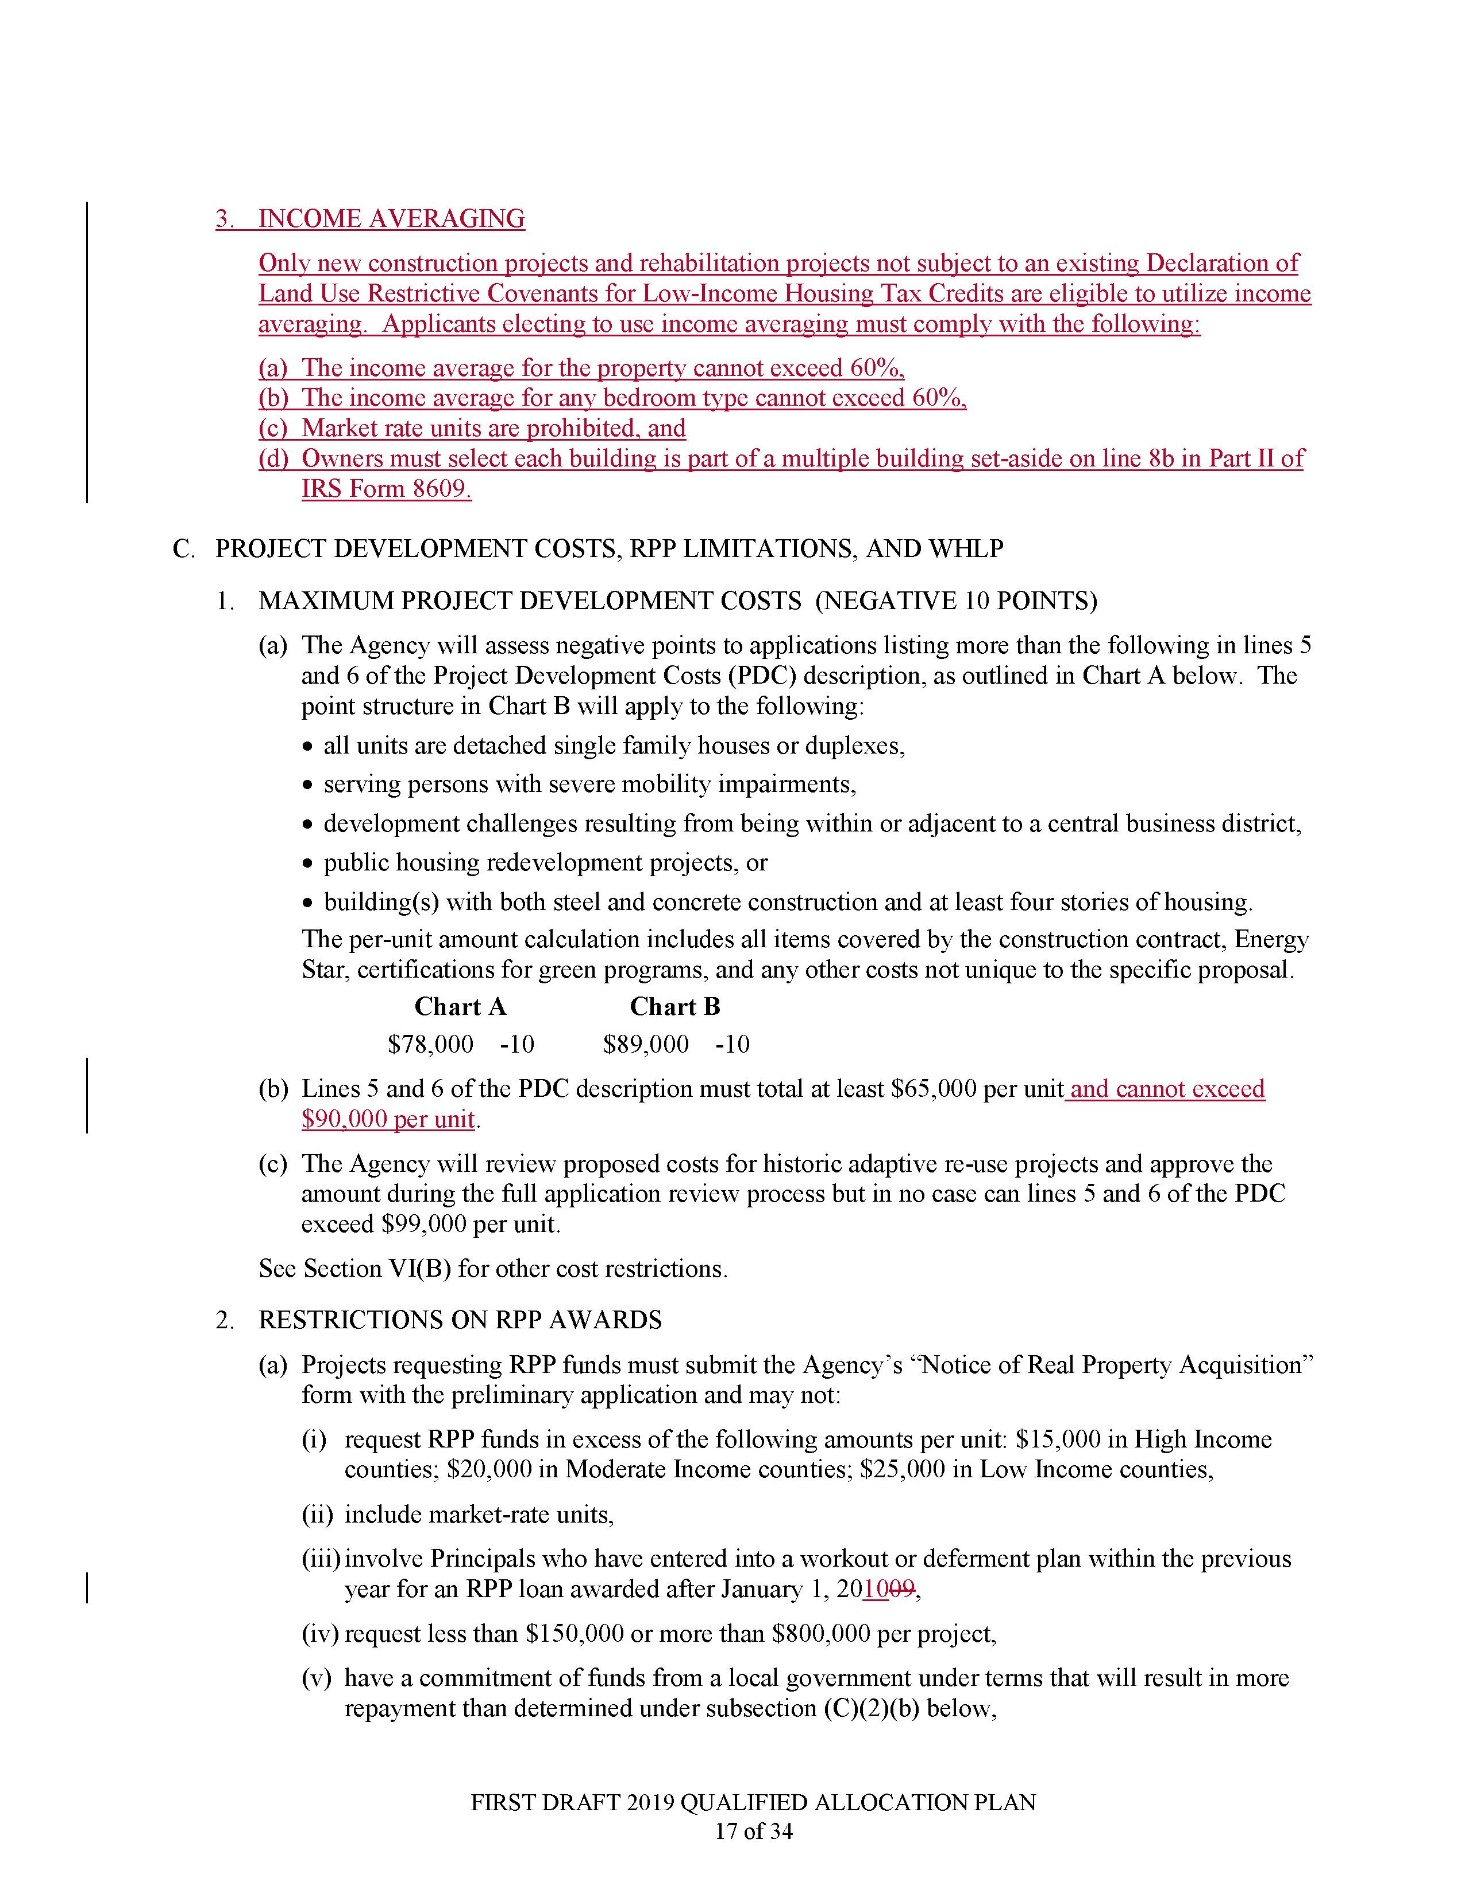 3. INCOME AVERAGING
Only new construction projects and rehabilitation projects not subject to an existing Declaration of
Land Use Restrictive Covenants for Low-Income Housing Tax Credits are eligible to utilize income
averaging. Applicants electing to use income averaging must comply with the following:
(a) The income average for the property cannot exceed 60%,
(b) The income average for any bedroom type cannot exceed 60%,
(c) Market rate units are prohibited, and
(d) Owners must select each building is part of a multiple building set-aside on line 8b in Part II of
IRS Form 8609.
C. PROJECT DEVELOPMENT COSTS, RPP LIMITATIONS, AND WHLP
1. MAXIMUM PROJECT DEVELOPMENT COSTS (NEGATIVE 10 POINTS)
(a) The Agency will assess negative points to applications listing more than the following in lines 5
and 6 of the Project Development Costs (PDC) description, as outlined in Chart A below. The
point structure in Chart B will apply to the following:
• all units are detached single family houses or duplexes,
• serving persons with severe mobility impairments,
• development challenges resulting from being within or adjacent to a central business district,
• public housing redevelopment projects, or
• building(s) with both steel and concrete construction and at least four stories of housing.
The per-unit amount calculation includes all items covered by the construction contract, Energy
Star, certifications for green programs, and any other costs not unique to the specific proposal.
Chart A Chart B
$78,000 -10 $89,000 -10
(b) Lines 5 and 6 of the PDC description must total at least $65,000 per unit and cannot exceed
$90,000 per unit.
(c) The Agency will review proposed costs for historic adaptive re-use projects and approve the
amount during the full application review process but in no case can lines 5 and 6 of the PDC
exceed $99,000 per unit.
See Section VI(B) for other cost restrictions.
2. RESTRICTIONS ON RPP AWARDS
(a) Projects requesting RPP funds must submit the Agency’s “Notice of Real Property Acquisition”
form with the preliminary application and may not:
(i) request RPP funds in excess of the following amounts per unit: $15,000 in High Income
counties; $20,000 in Moderate Income counties; $25,000 in Low Income counties,
(ii) include market-rate units,
(iii) involve Principals who have entered into a workout or deferment plan within the previous
year for an RPP loan awarded after January 1, 201009,
(iv) request less than $150,000 or more than $800,000 per project,
(v) have a commitment of funds from a local government under terms that will result in more
repayment than determined under subsection (C)(2)(b) below,
FIRST DRAFT 2019 QUALIFIED ALLOCATION PLAN
17 of 34